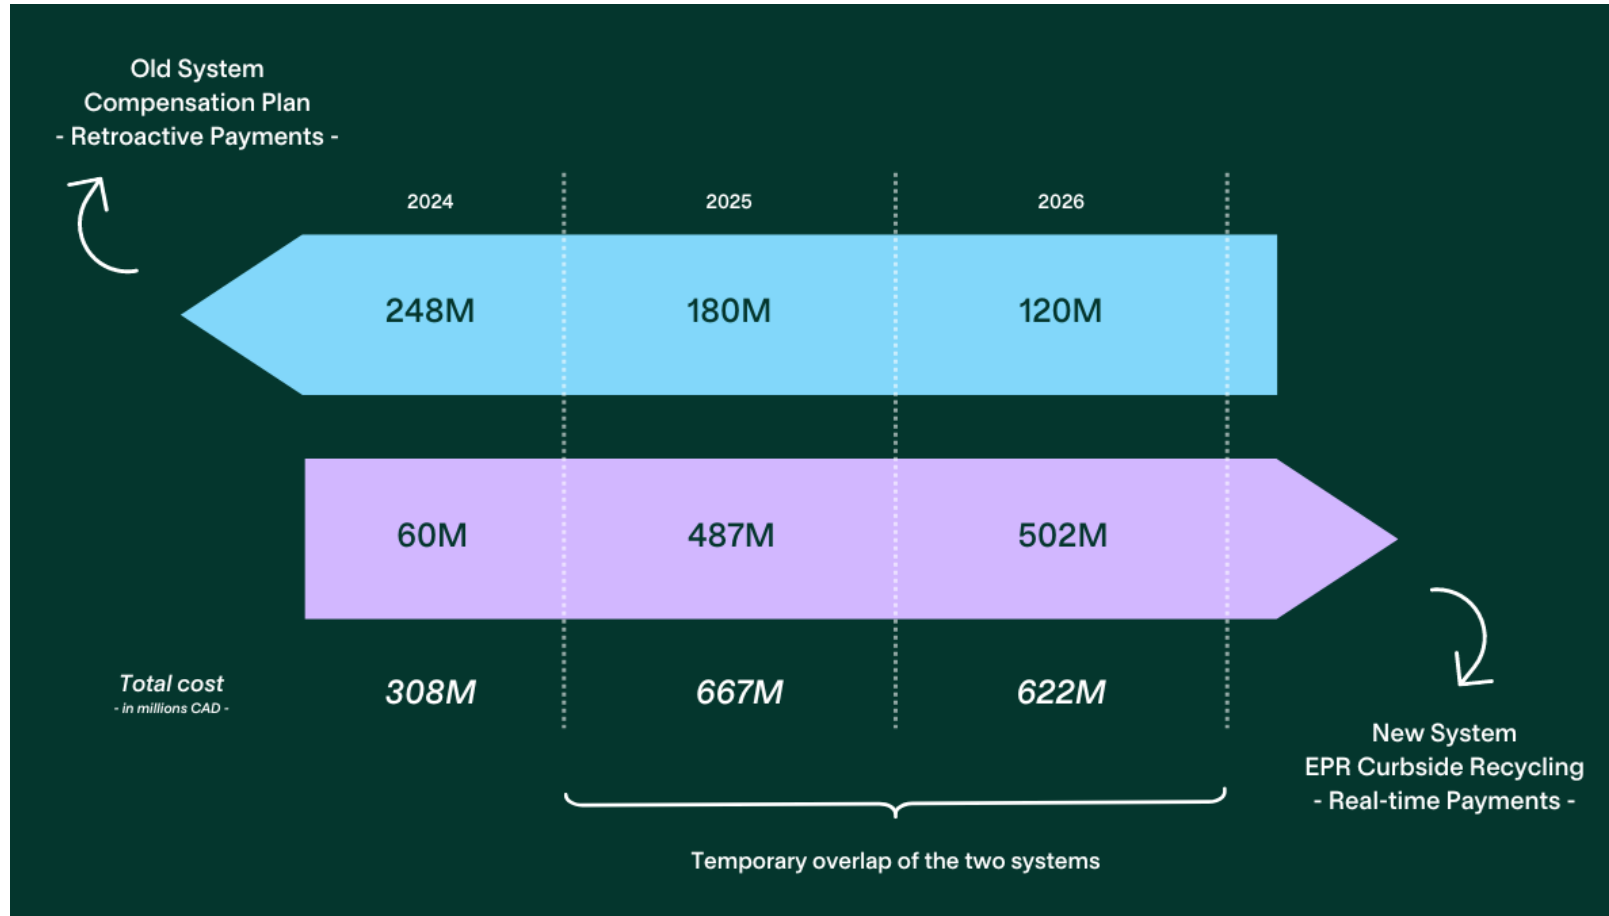 Old System
Compensation Plan
- Retroactive Payments -
2024
2025
2026
248M
180M
120M
60M
487M
502M
Total cost
- in millions CAD -
308M
667M
622M
New System
EPR Curbside Recycling
- Real-time Payments -
Temporary overlap of the two systems